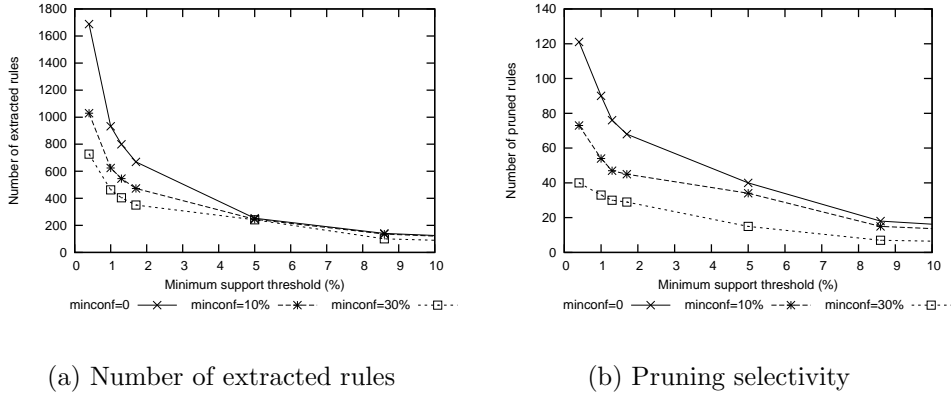 1800
1600
1400
1200
1000
800
600
400
200
0
Number of extracted rules
0 1 2 3 4 5 6 7 8 9 10
Minimum support threshold (%)
minconf=0 minconf=10% minconf=30%
(a) Number of extracted rules
140
120
100
80
60
40
20
0
Number of pruned rules
0 1 2 3 4 5 6 7 8 9 10
Minimum support threshold (%)
minconf=0 minconf=10% minconf=30%
(b) Pruning selectivity